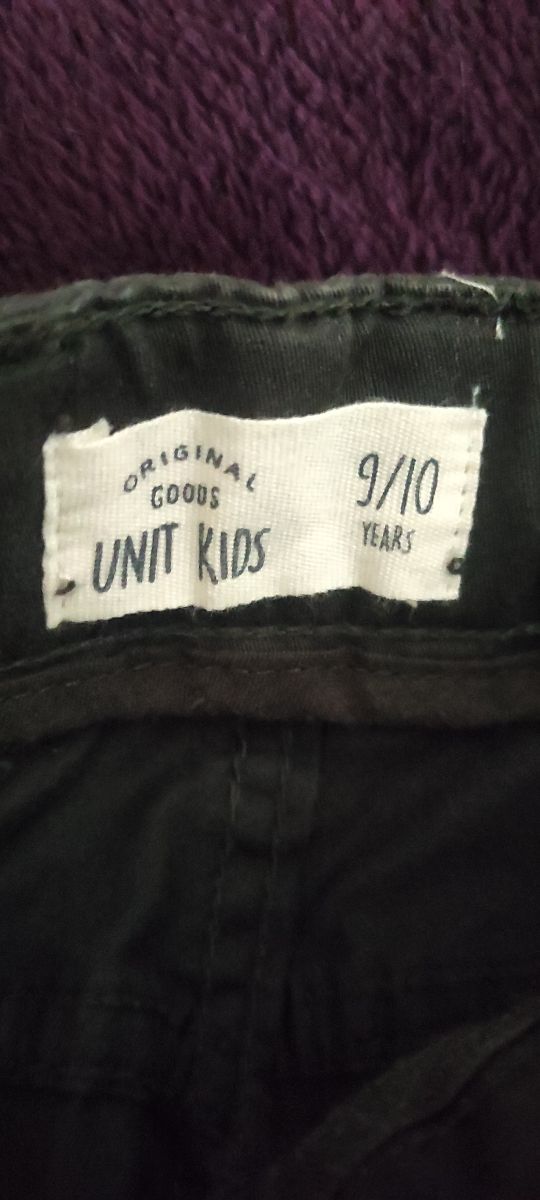 ORIGINAL
GOODS
UNIT KIDS
9/10
YEARS